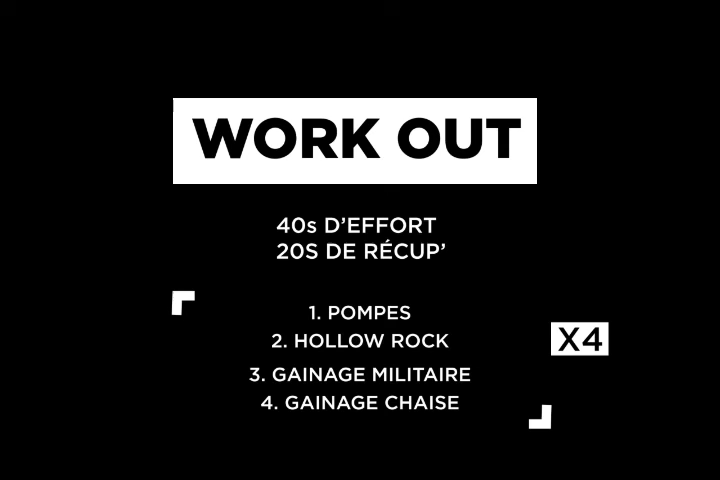 WORK OUT
40s D’EFFORT
20S DE RÉCUP’
1. POMPES
2. HOLLOW ROCK
X4
3. GAINAGE MILITAIRE
4. GAINAGE CHAISE